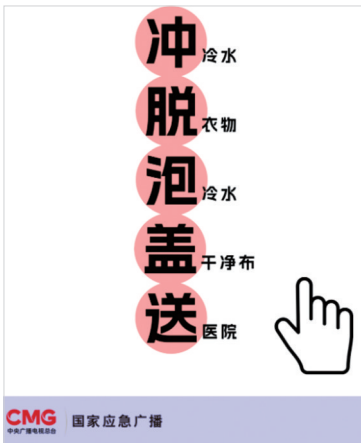 冲冷水
脱衣物
泡冷水
盖干净布
送医院
CMG 国家应急广播
中央广播电视总台